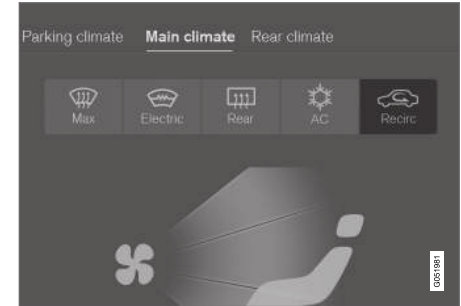 Parking climate Main climate Rear climate
Max Electric Rear AC Recirc
G051981